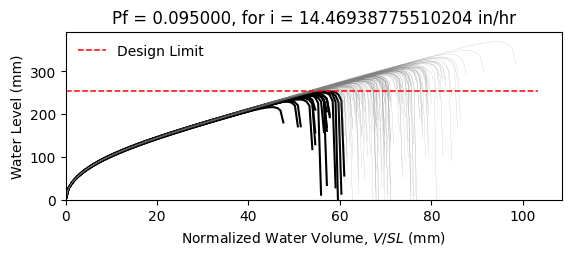 Pf = 0.095000, for i = 14.46938775510204 in/hr
Design Limit
Water Level (mm)
300
200
100
0
0 20 40 60 80 100
Normalized Water Volume, V/SL (mm)